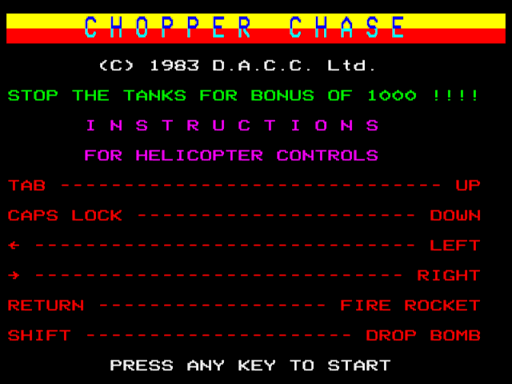 C H O P P E R   C H A S E
(C) 1983 D.A.C.C. Ltd.
STOP THE TANKS FOR BONUS OF 1000 !!!!
I N S T R U C T I O N S
FOR HELICOPTER CONTROLS
TAB ------------------------------ UP
CAPS LOCK ---------------------- DOWN
← ------------------------------ LEFT
→ ----------------------------- RIGHT
RETURN ------------------ FIRE ROCKET
SHIFT --------------------- DROP BOMB
PRESS ANY KEY TO START